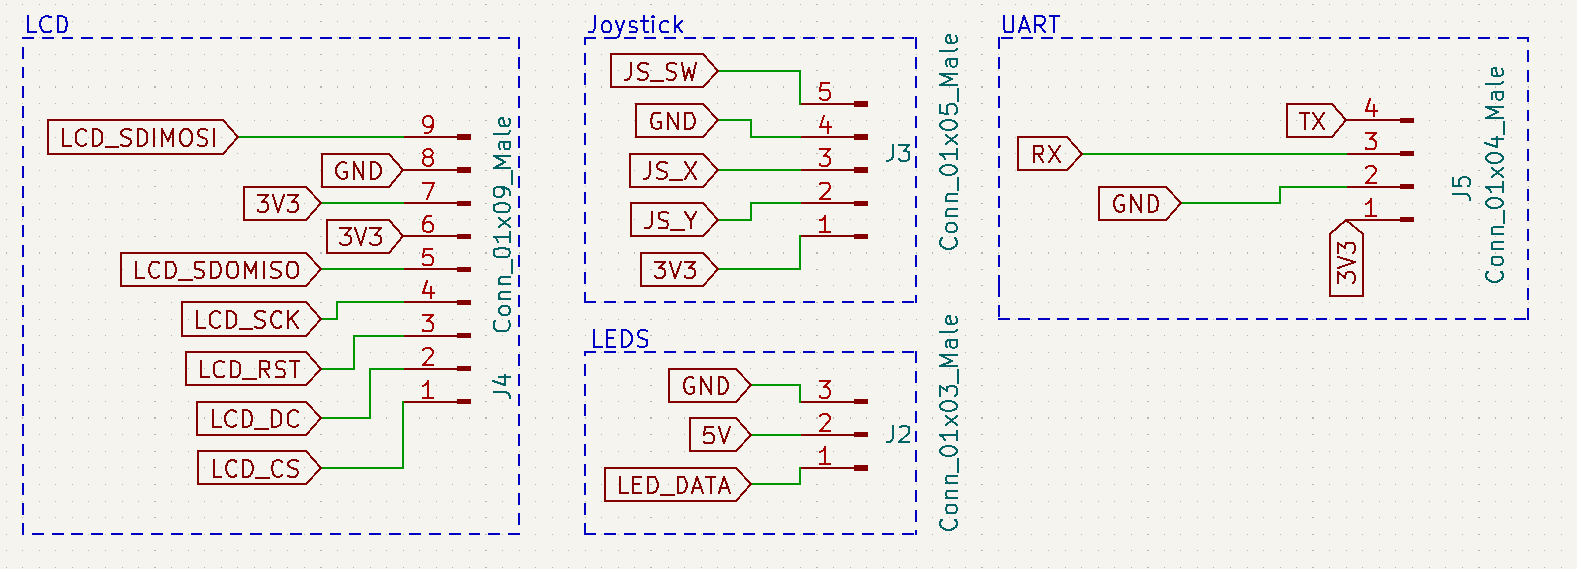 LCD
LCD_SDIMOSI 9
GND 8
3V3 7
3V3 6
LCD_SDOMISO 5
LCD_SCK 4
LCD_RST 3
LCD_DC 2
LCD_CS 1
J4
Conn_01x09_Male
Joystick
JS_SW 5
GND 4
JS_X 3
JS_Y 2
3V3 1
J3
Conn_01x05_Male
LEDS
GND 3
5V 2
LED_DATA 1
J2
Conn_01x03_Male
UART
TX 4
RX 3
GND 2
3V3 1
J5
Conn_01x04_Male